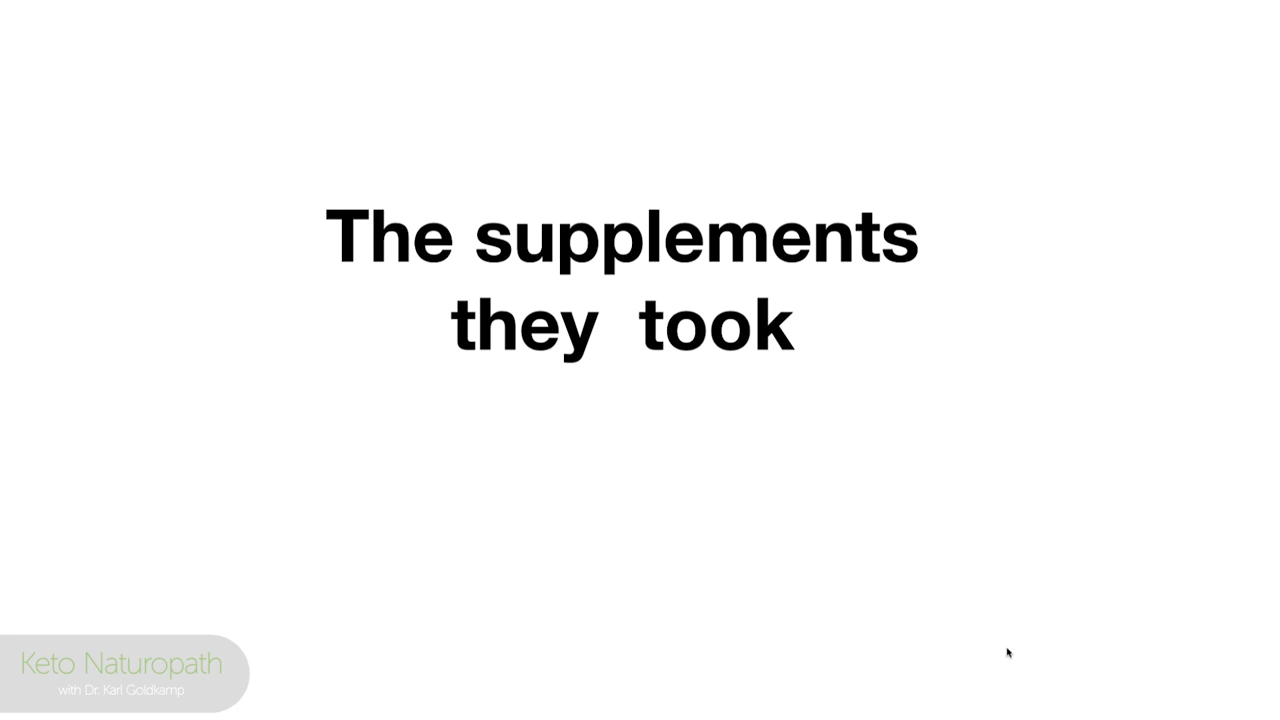 The supplements
they took
Keto Naturopath
with Dr. Karl Goldkamp